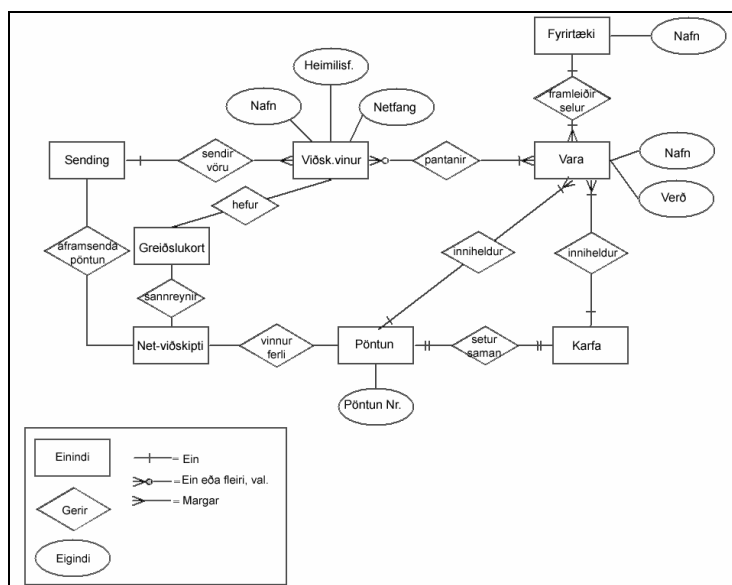 Fyrirtæki
Nafn
Heimilisf.
framleiðir
selur
Nafn
Netfang
Sending
sendir
vöru
Viðsk.vinur
pantanir
Vara
Nafn
Verð
hefur
áframsenda
pöntun
Greiðslukort
inniheldur
inniheldur
sannreynir
Net-viðskipti
vinnur
ferli
Pöntun
setur
saman
Karfa
Pöntun Nr.
Einindi
= Ein
= Ein eða fleiri, val.
= Margar
Gerir
Eigindi